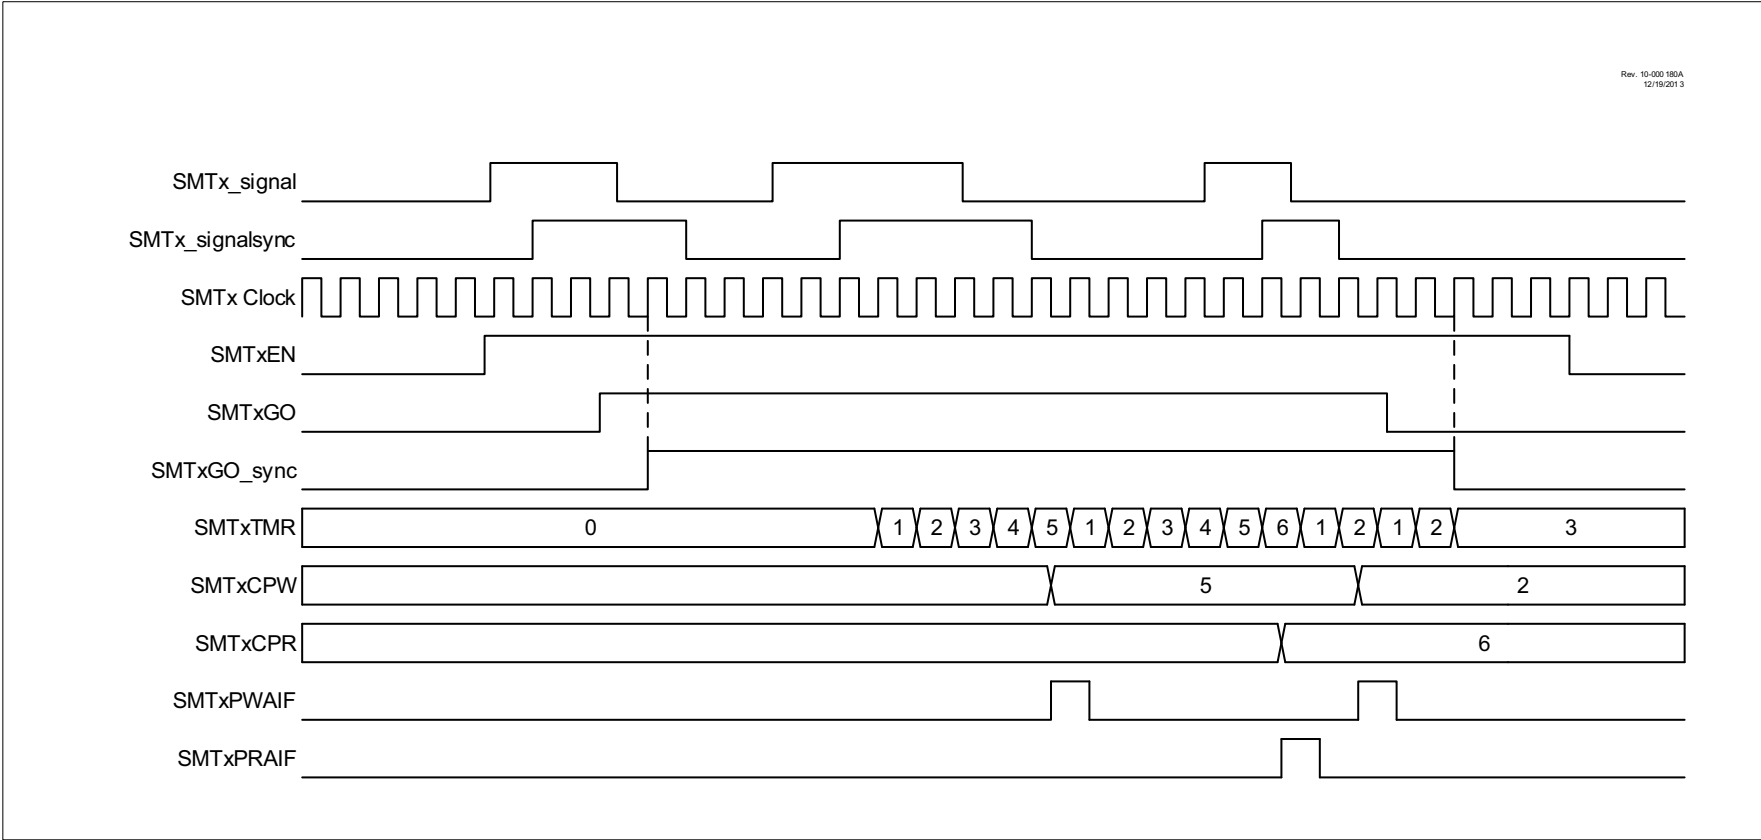 Rev. 10-000 180A
12/19/201 3
SMTx_signal
SMTx_signalsync
SMTx Clock
SMTxEN
SMTxGO
SMTxGO_sync
SMTxTMR 0 1 2 3 4 5 1 2 3 4 5 6 1 2 1 2 3
SMTxCPW 5 2
SMTxCPR 6
SMTxPWAIF
SMTxPRAIF